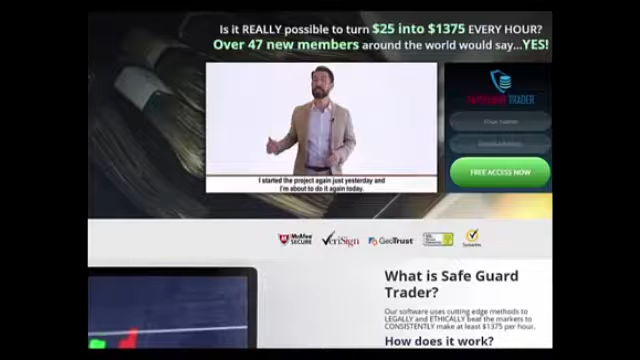 Is it REALLY possible to turn $25 into $1375 EVERY HOUR?
Over 47 new members around the world would say...YES!
TRADER
FREE ACCESS NOW
I started the project again just yesterday and
I'm about to do it again today.
McAfee
SECURE
VeriSign
GeoTrust
Symantec
What is Safe Guard
Trader?
Our software uses cutting edge methods to
LEGALLY and ETHICALLY beat the markets to
CONSISTENTLY make at least $1375 per hour.
How does it work?